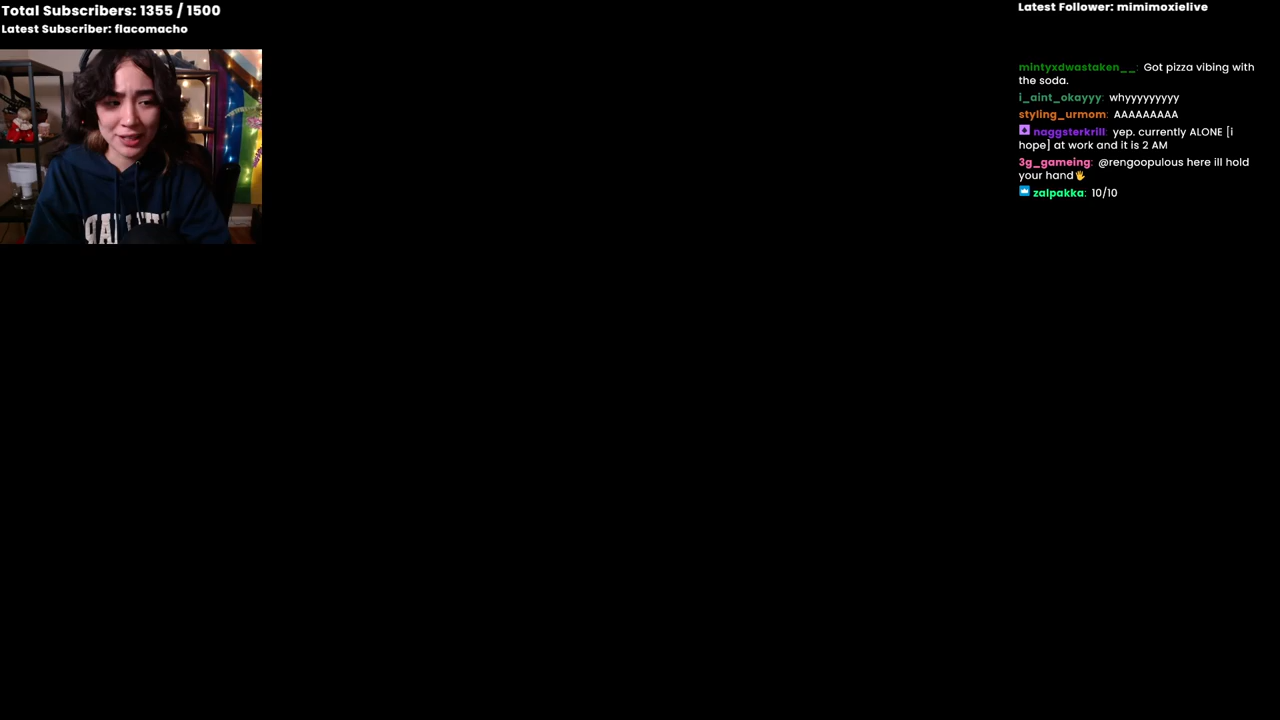 Total Subscribers: 1355 / 1500
Latest Subscriber: flacomacho
Latest Follower: mimimoxielive
mintyxdwastaken__: Got pizza vibing with
the soda.
i_aint_okayyy: whyyyyyyyyy
styling_urmom: AAAAAAAAA
naggsterkrill: yep. currently ALONE [i
hope] at work and it is 2 AM
3g_gameing: @rengoopulous here ill hold
your hand🖐
zalpakka: 10/10